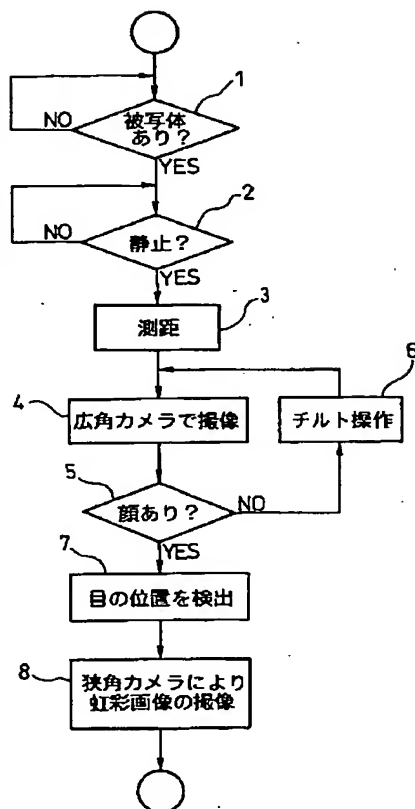 1
被写体
あり?
NO
YES
2
静止?
NO
YES
3
測距
6
4
広角カメラで撮像
チルト操作
5
顔あり?
NO
YES
7
目の位置を検出
8
狭角カメラにより
虹彩画像の撮像